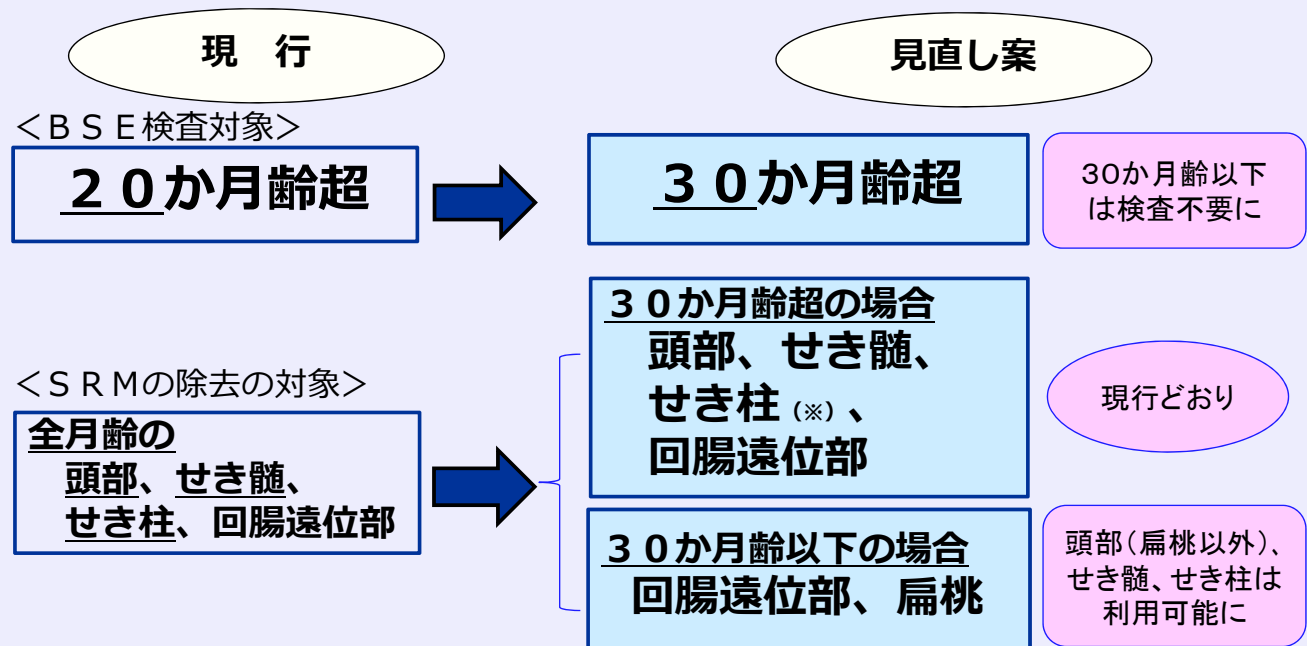 現　行
見直し案
＜ＢＳＥ検査対象＞
２０か月齢超
３０か月齢超
30か月齢以下
は検査不要に
＜ＳＲＭの除去の対象＞
全月齢の
頭部、せき髄、
せき柱、回腸遠位部
３０か月齢超の場合
頭部、せき髄、
せき柱（※）、
回腸遠位部
現行どおり
３０か月齢以下の場合
回腸遠位部、扁桃
頭部（扁桃以外）、
せき髄、せき柱は
利用可能に